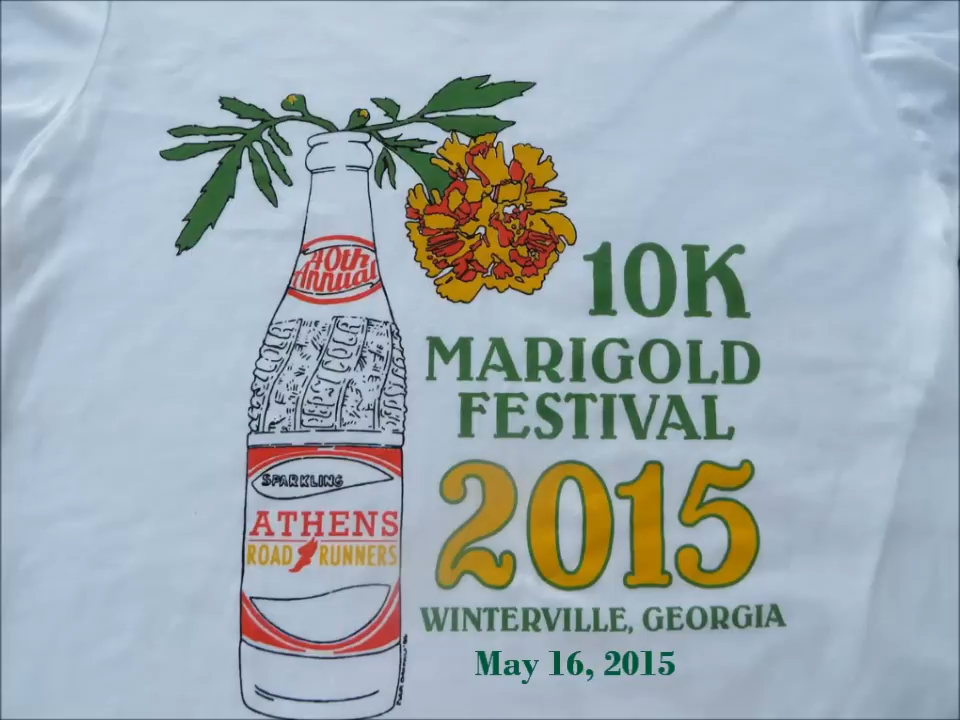 40th
Annual
SPARKLING
ATHENS
ROAD RUNNERS
10K
MARIGOLD
FESTIVAL
2015
WINTERVILLE, GEORGIA
May 16, 2015